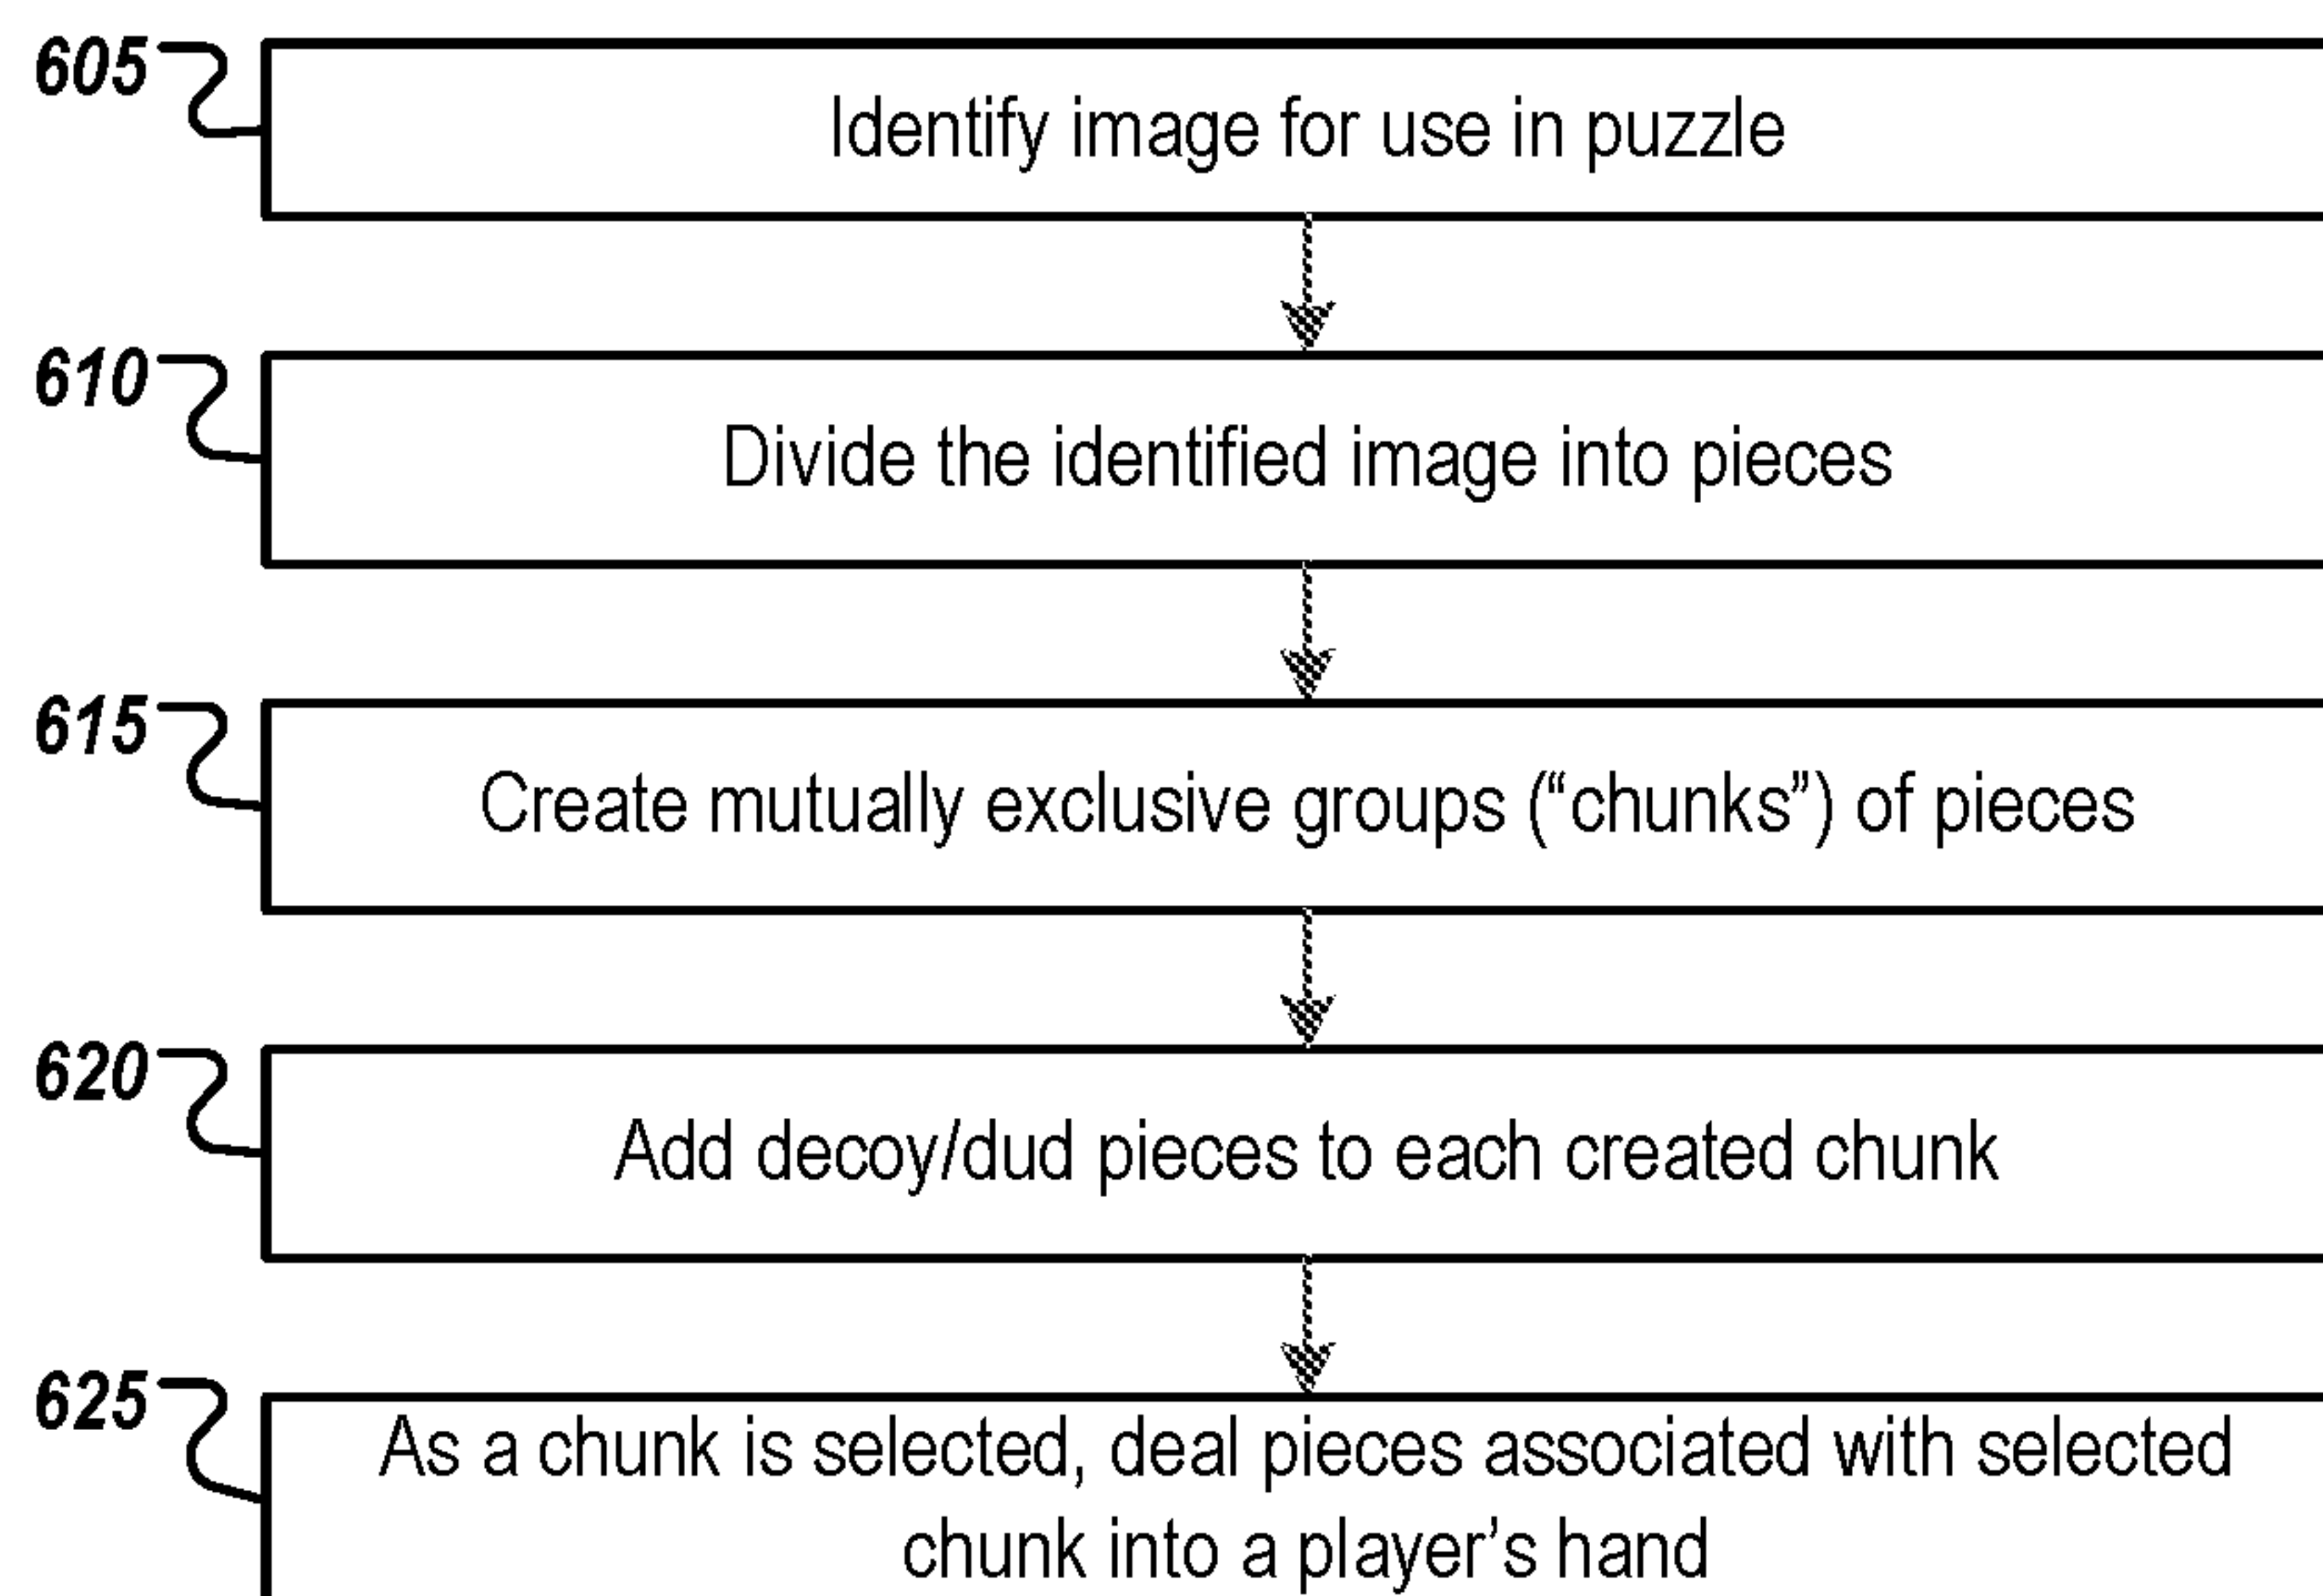 605
Identify image for use in puzzle
610
Divide the identified image into pieces
615
Create mutually exclusive groups (“chunks”) of pieces
620
Add decoy/dud pieces to each created chunk
625
As a chunk is selected, deal pieces associated with selected
chunk into a player’s hand